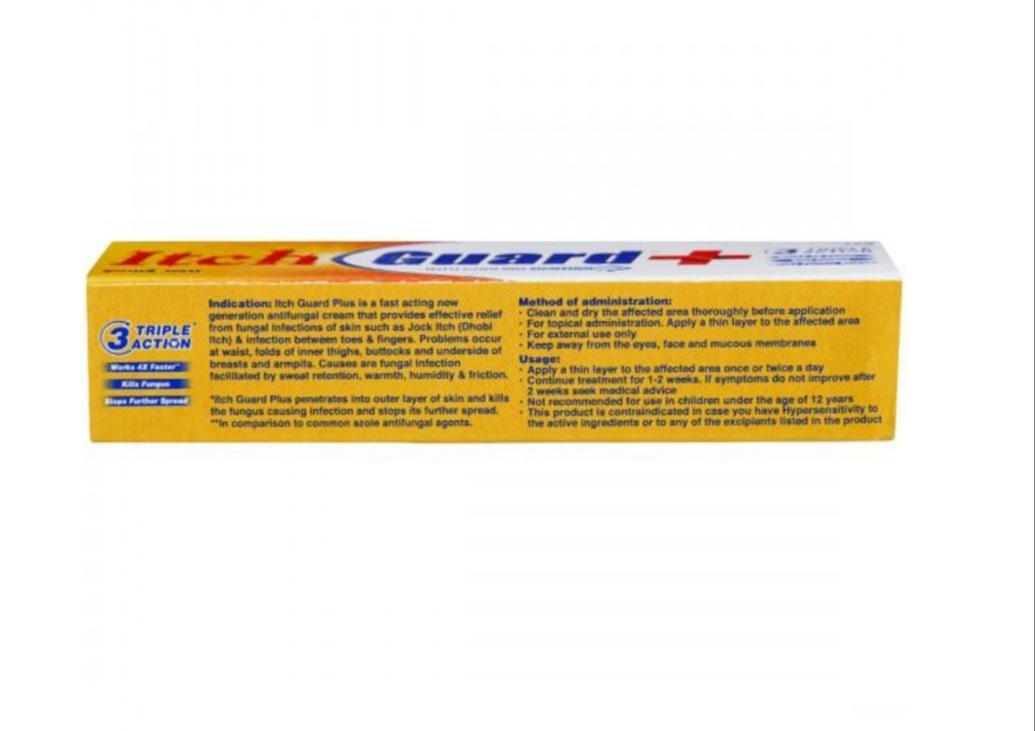 Itch Guard
3 TRIPLE
ACTION
Works 4X Faster**
Kills Fungus
Stops Further Spread
Indication: Itch Guard Plus is a fast acting new
generation antifungal cream that provides effective relief
from fungal infections of skin such as Jock Itch (Dhobi
Itch) & infection between toes & fingers. Problems occur
at waist, folds of inner thighs, buttocks and underside of
breasts and armpits. Causes are fungal infection
facilitated by sweat retention, warmth, humidity & friction.
*Itch Guard Plus penetrates into outer layer of skin and kills
the fungus causing infection and stops its further spread.
**In comparison to common azole antifungal agents.
Method of administration:
· Clean and dry the affected area thoroughly before application
· For topical administration. Apply a thin layer to the affected area
· For external use only
· Keep away from the eyes, face and mucous membranes
Usage:
· Apply a thin layer to the affected area once or twice a day
· Continue treatment for 1-2 weeks. If symptoms do not improve after
2 weeks seek medical advice
· Not recommended for use in children under the age of 12 years
· This product is contraindicated in case you have Hypersensitivity to
the active ingredients or to any of the excipients listed in the product